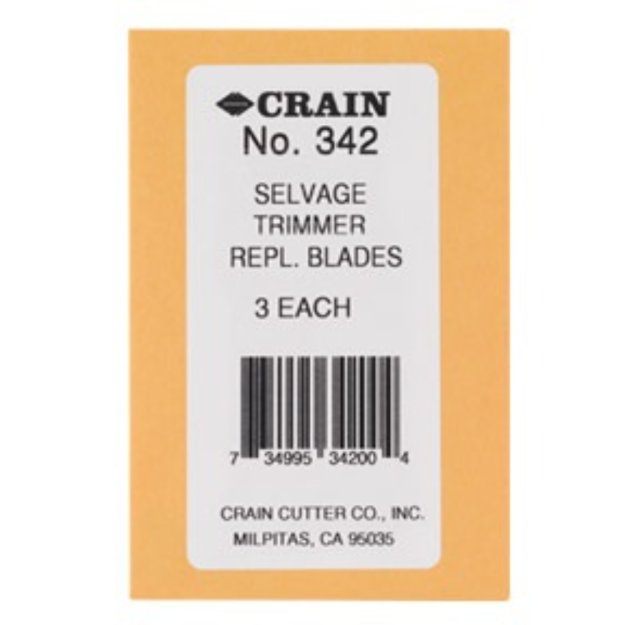 CRAIN
No. 342
SELVAGE
TRIMMER
REPL. BLADES
3 EACH
7 34995 34200 4
CRAIN CUTTER CO., INC.
MILPITAS, CA 95035